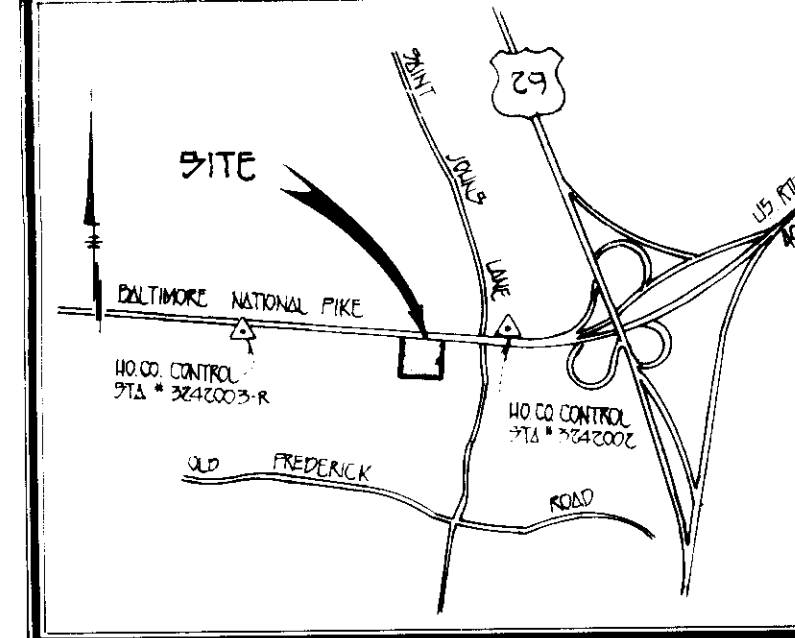 29
SAINT JOHNS LANE
SITE
U.S. RT
BALTIMORE NATIONAL PIKE
HO. CO. CONTROL
STA # 3242003-R
HO. CO. CONTROL
STA # 3242002
OLD FREDERICK ROAD